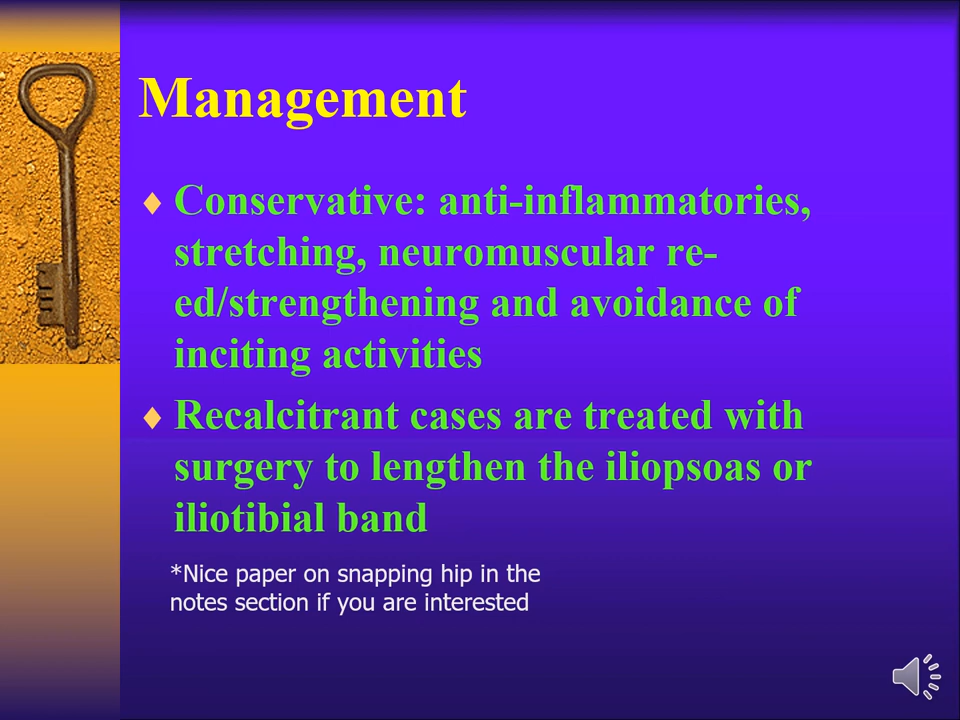 Management
Conservative: anti-inflammatories,
stretching, neuromuscular re-
ed/strengthening and avoidance of
inciting activities
Recalcitrant cases are treated with
surgery to lengthen the iliopsoas or
iliotibial band
*Nice paper on snapping hip in the
notes section if you are interested